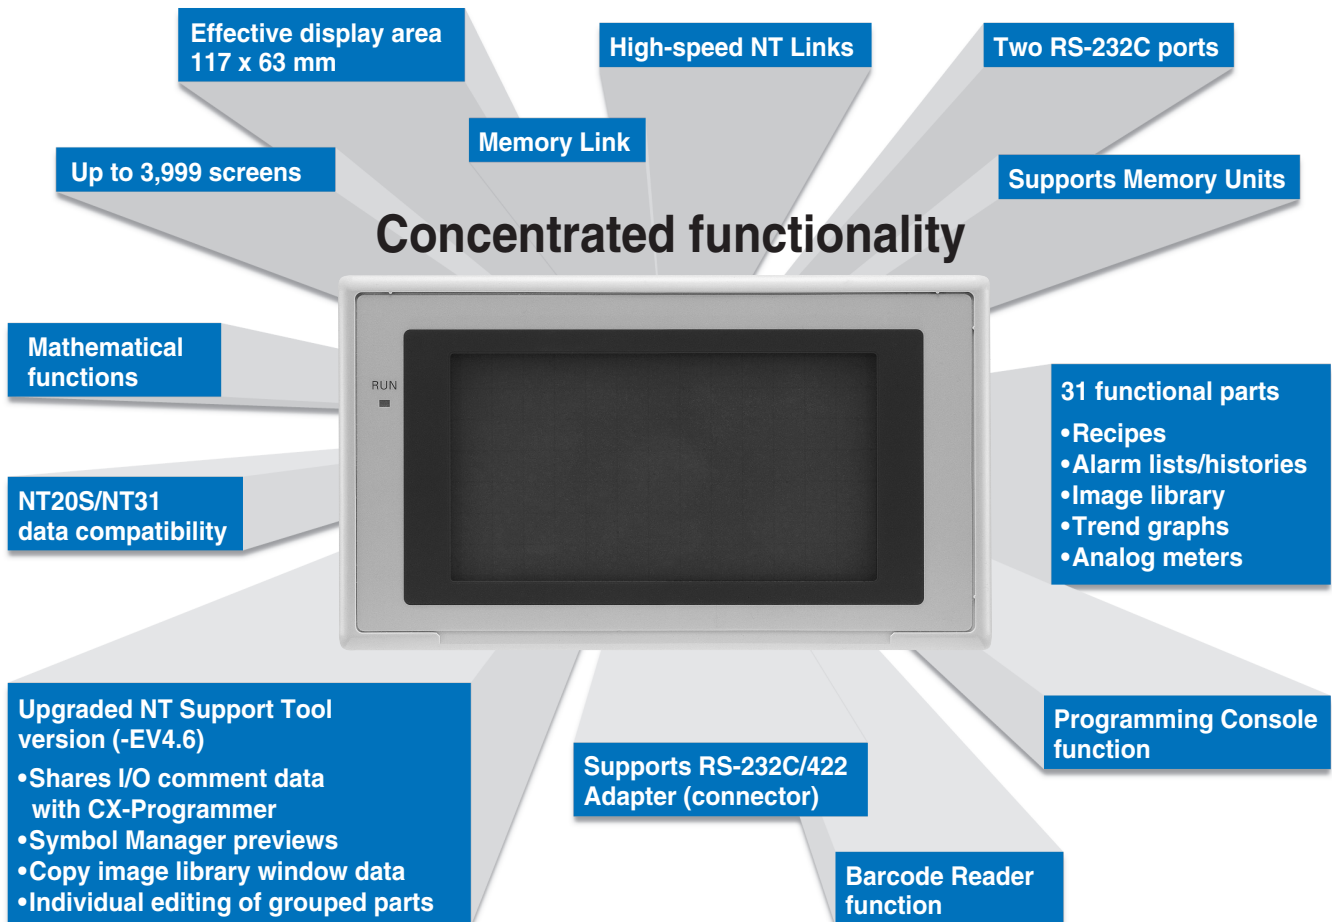 Effective display area
117 x 63 mm
High-speed NT Links
Two RS-232C ports
Memory Link
Up to 3,999 screens
Supports Memory Units
Concentrated functionality
Mathematical
functions
RUN
31 functional parts
•Recipes
•Alarm lists/histories
•Image library
•Trend graphs
•Analog meters
NT20S/NT31
data compatibility
Upgraded NT Support Tool
version (-EV4.6)
•Shares I/O comment data
with CX-Programmer
•Symbol Manager previews
•Copy image library window data
•Individual editing of grouped parts
Supports RS-232C/422
Adapter (connector)
Programming Console
function
Barcode Reader
function